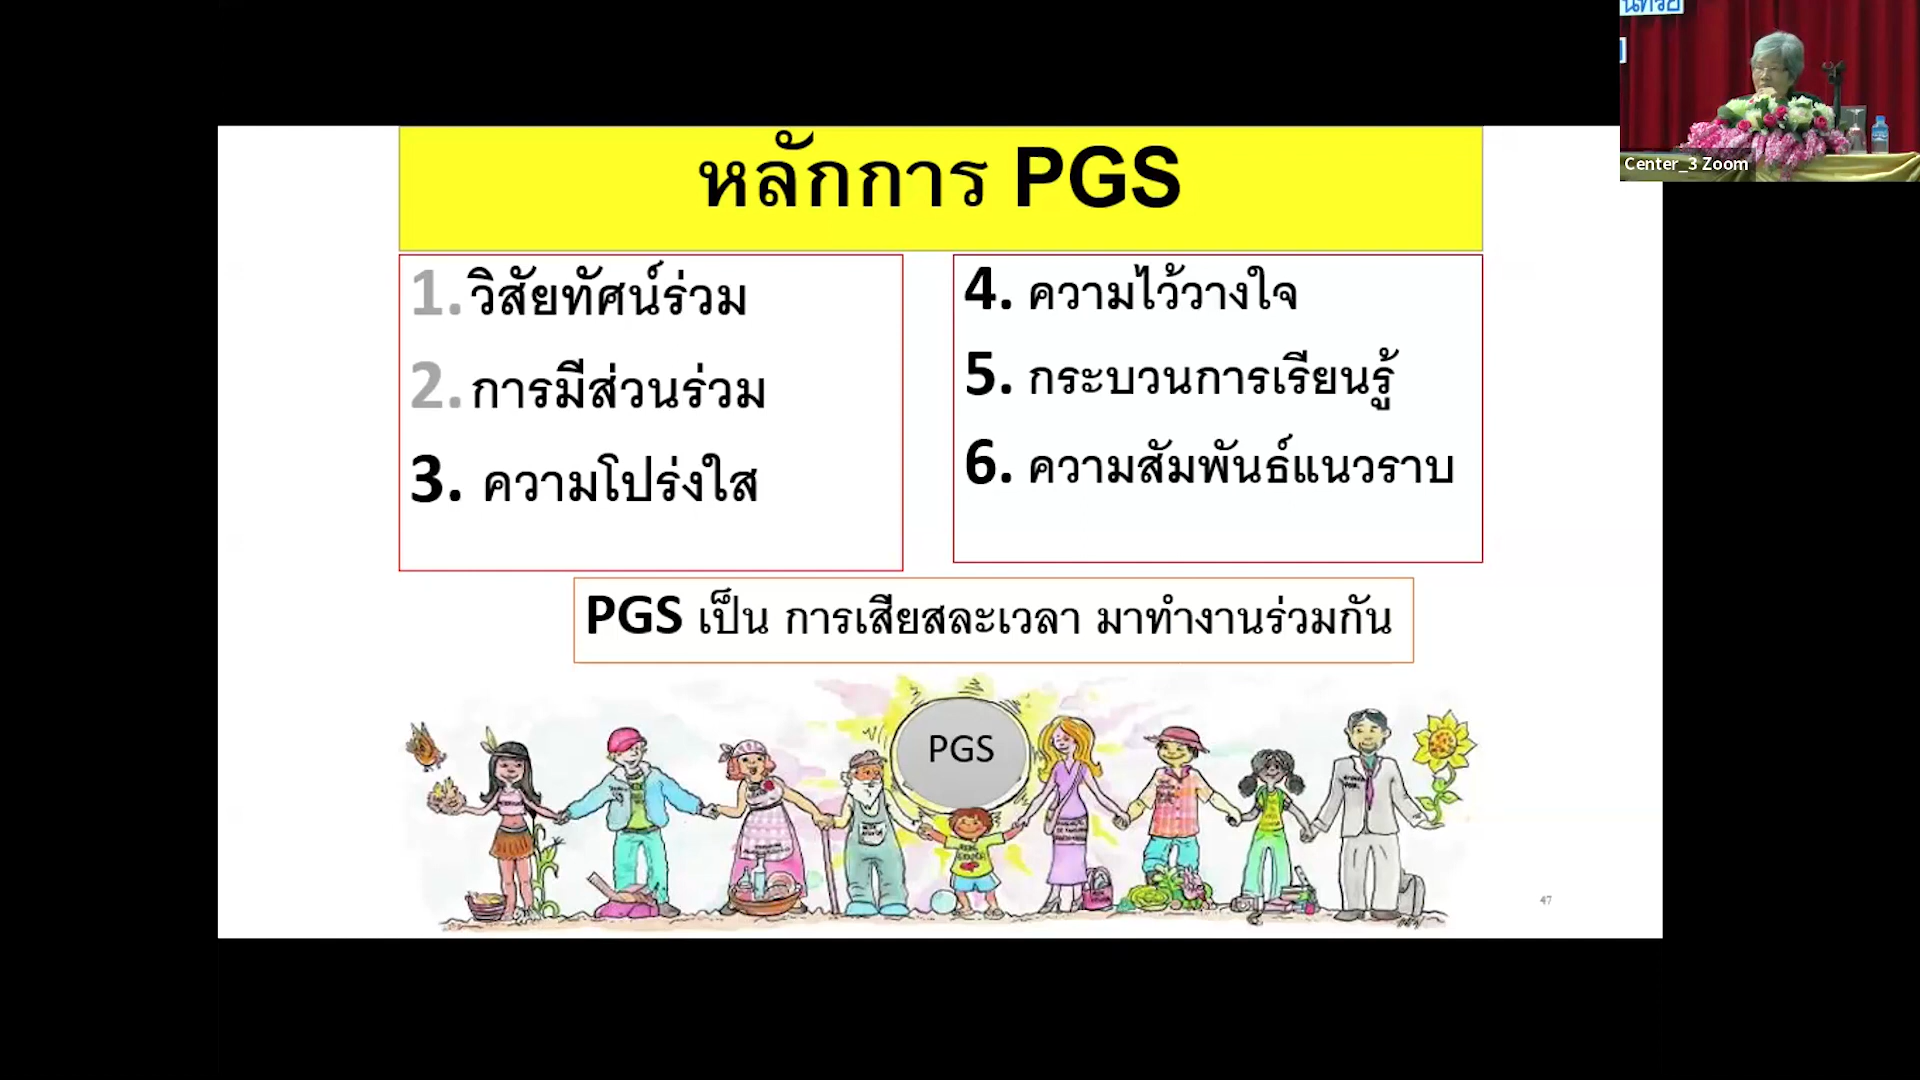 หลักการ PGS
1. วิสัยทัศน์ร่วม
2. การมีส่วนร่วม
3. ความโปร่งใส
4. ความไว้วางใจ
5. กระบวนการเรียนรู้
6. ความสัมพันธ์แนวราบ
PGS เป็น การเสียสละเวลา มาทำงานร่วมกัน
PGS
47
Center_3 Zoom